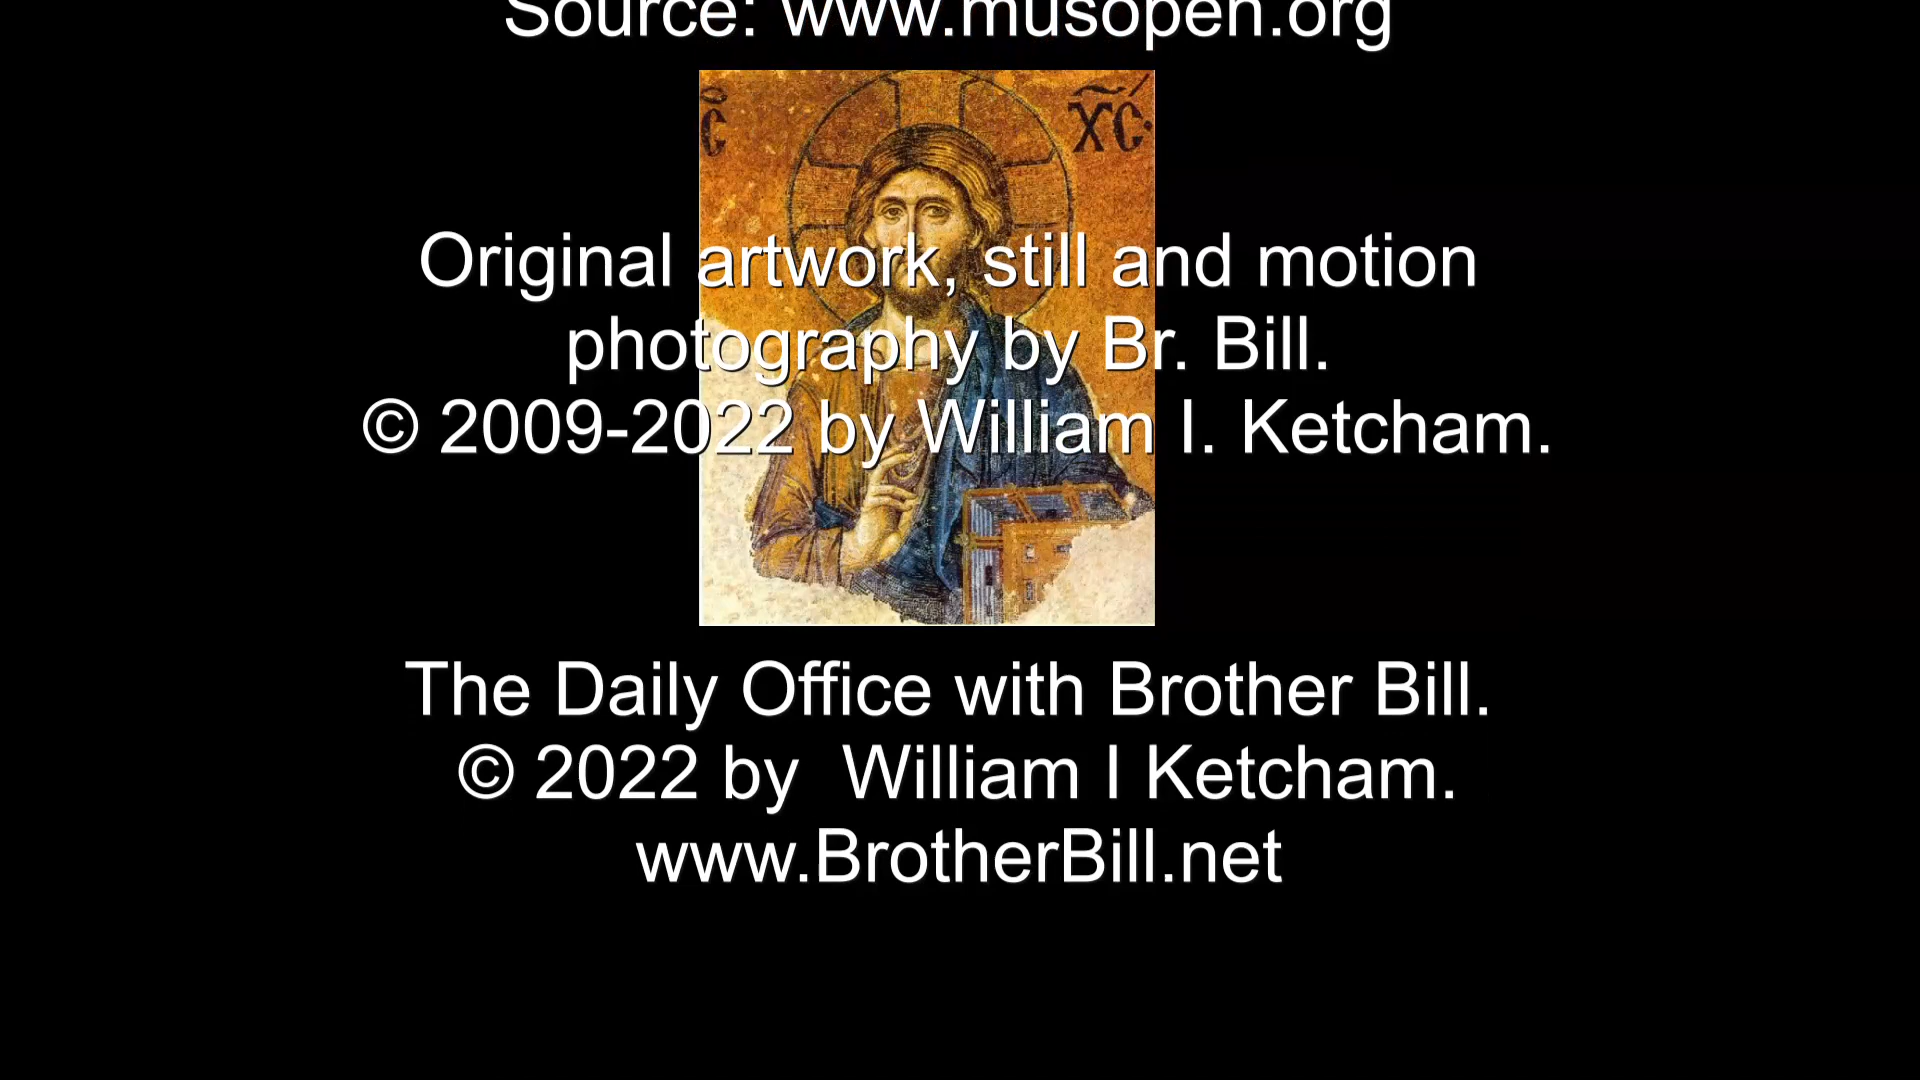 Source: www.musopen.org
C ΧC
Original artwork, still and motion
photography by Br. Bill.
© 2009-2022 by William I. Ketcham.
The Daily Office with Brother Bill.
© 2022 by  William I Ketcham.
www.BrotherBill.net